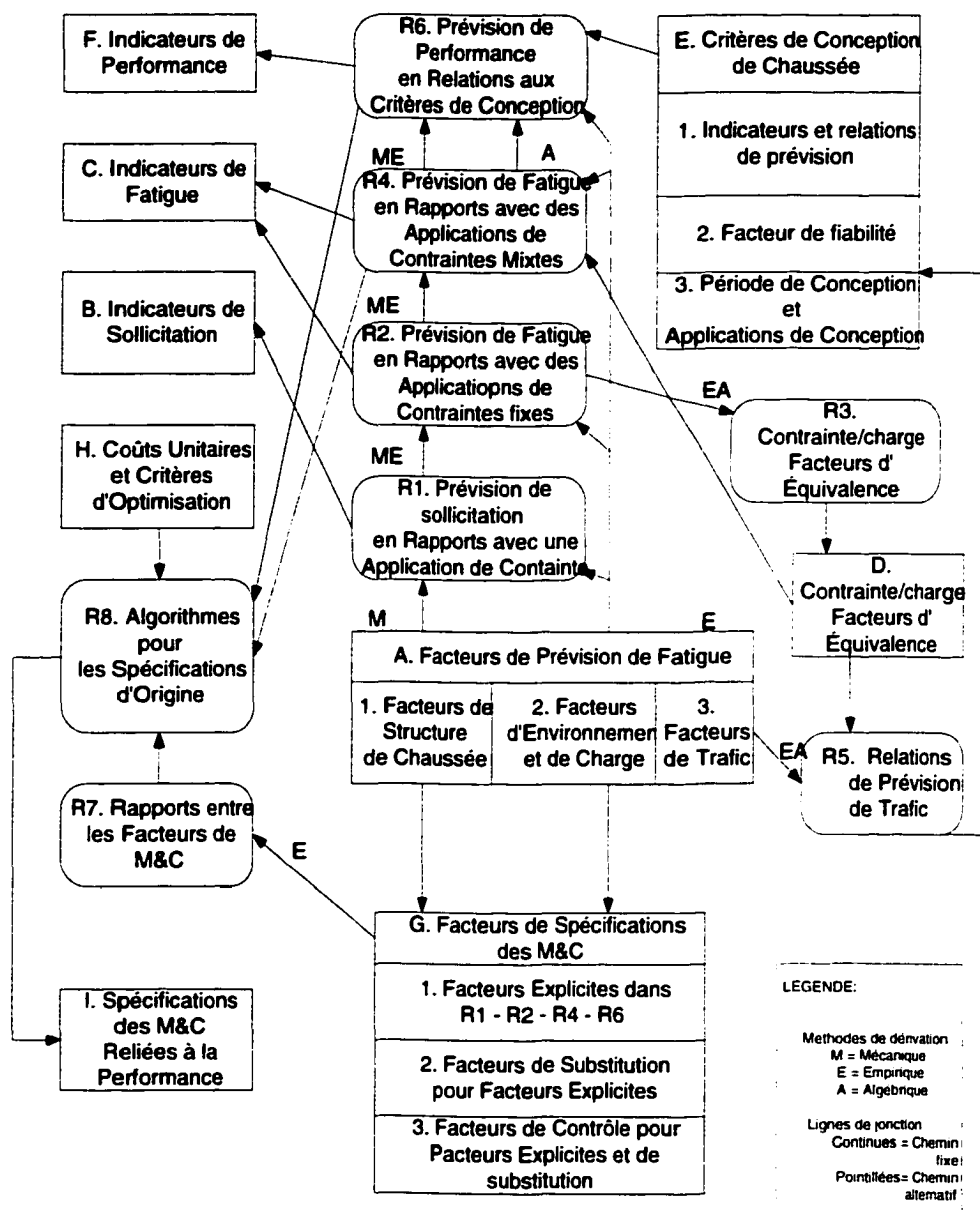 F. Indicateurs de
Performance
R6. Prévision de
Performance
en Relations aux
Critères de Conception
E. Critères de Conception
de Chaussée
1. Indicateurs et relations
de prévision
2. Facteur de fiabilité
3. Période de Conception
et
Applications de Conception
ME
A
C. Indicateurs de
Fatigue
R4. Prévision de Fatigue
en Rapports avec des
Applications de
Contraintes Mixtes
B. Indicateurs de
Sollicitation
ME
R2. Prévision de Fatigue
en Rapports avec des
Applicatiopns de
Contraintes fixes
EA
R3.
Contrainte/charge
Facteurs d'
Équivalence
H. Coûts Unitaires
et Critères
d'Optimisation
ME
R1. Prévision de
sollicitation
en Rapports avec une
Application de Containte
D.
Contrainte/charge
Facteurs d'
Équivalence
R8. Algorithmes
pour
les Spécifications
d'Origine
M
E
A. Facteurs de Prévision de Fatigue
1. Facteurs de
Structure
de Chaussée
2. Facteurs
d'Environnemer
et de Charge
3.
Facteurs
de Trafic
EA
R5. Relations
de Prévision
de Trafic
R7. Rapports entre
les Facteurs de
M&C
E
G. Facteurs de Spécifications
des M&C
1. Facteurs Explicites dans
R1 - R2 - R4 - R6
2. Facteurs de Substitution
pour Facteurs Explicites
3. Facteurs de Contrôle pour
Pacteurs Explicites et de
substitution
I. Spécifications
des M&C
Reliées à la
Performance
LEGENDE:
Methodes de dérivation
M = Mécanique
E = Empirique
A = Algébrique
Lignes de jonction
Continues = Chemin
fixe
Pointillées= Chemin
alternatif